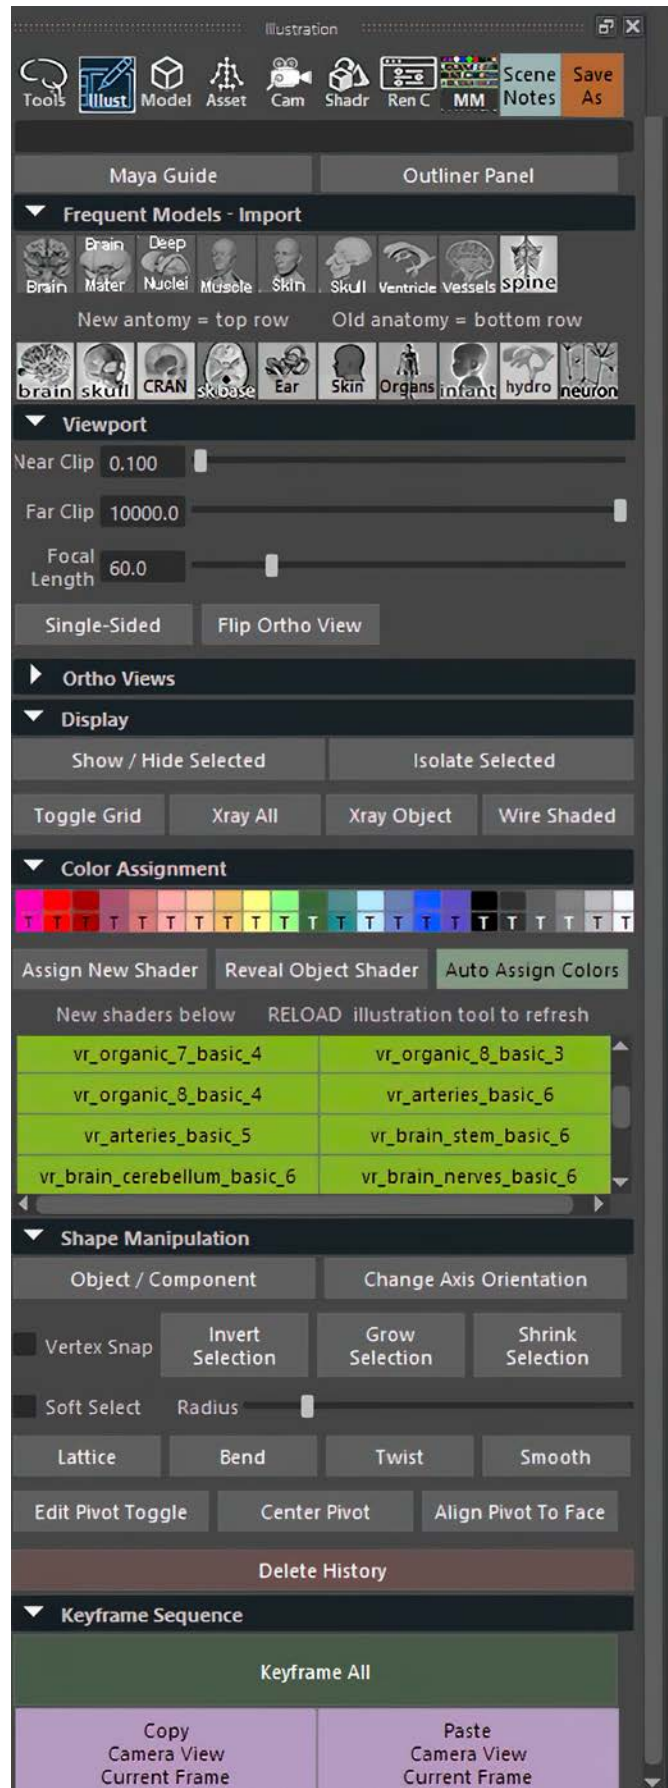 Illustration
Tools Illust Model Asset Cam Shadr Ren C MM Scene Notes Save As
Maya Guide Outliner Panel
Frequent Models - Import
Brain Brain Mater Deep Nuclei Muscle Skin Skull Ventricle Vessels spine
New antomy = top row Old anatomy = bottom row
brain skull CRAN skbase Ear Skin Organs infant hydro neuron
Viewport
Near Clip 0.100
Far Clip 10000.0
Focal
Length 60.0
Single-Sided Flip Ortho View
Ortho Views
Display
Show / Hide Selected Isolate Selected
Toggle Grid Xray All Xray Object Wire Shaded
Color Assignment
T T T T T T T T T T T T T T T T T T T T T T
Assign New Shader Reveal Object Shader Auto Assign Colors
New shaders below RELOAD illustration tool to refresh
vr_organic_7_basic_4 vr_organic_8_basic_3
vr_organic_8_basic_4 vr_arteries_basic_6
vr_arteries_basic_5 vr_brain_stem_basic_6
vr_brain_cerebellum_basic_6 vr_brain_nerves_basic_6
Shape Manipulation
Object / Component Change Axis Orientation
Vertex Snap Invert Selection Grow Selection Shrink Selection
Soft Select Radius
Lattice Bend Twist Smooth
Edit Pivot Toggle Center Pivot Align Pivot To Face
Delete History
Keyframe Sequence
Keyframe All
Copy Paste
Camera View Camera View
Current Frame Current Frame